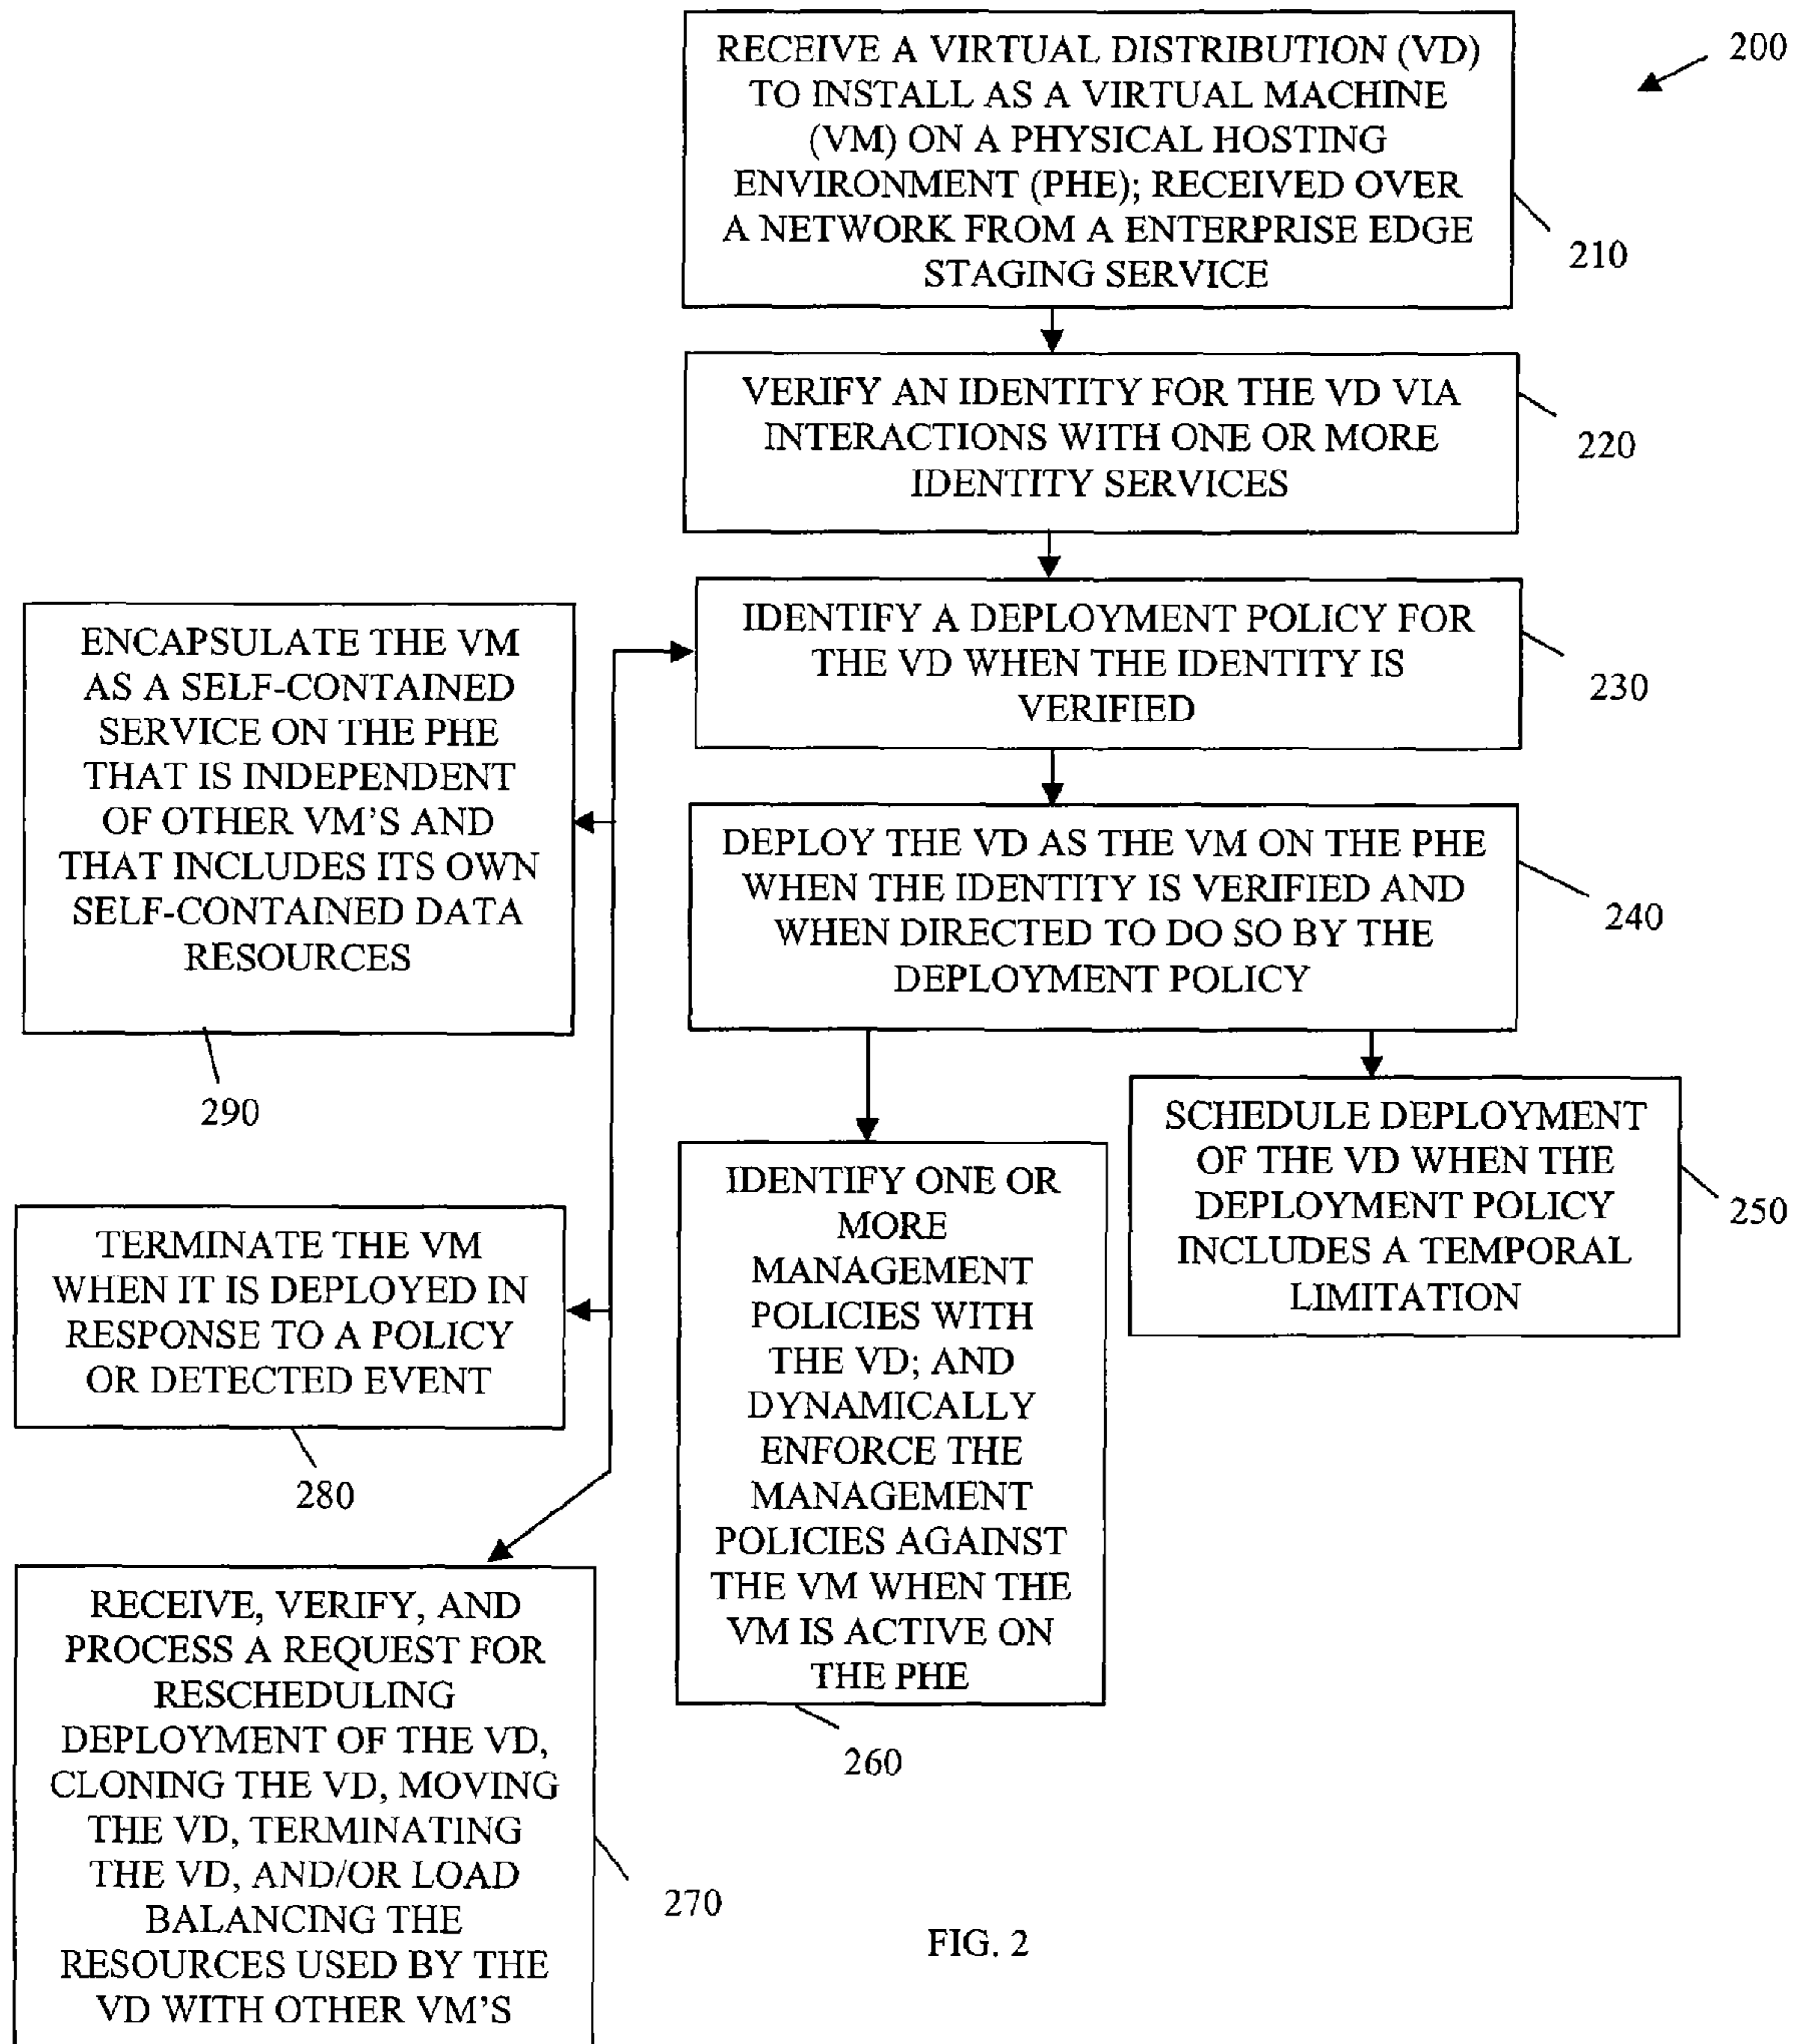 RECEIVE A VIRTUAL DISTRIBUTION (VD)
TO INSTALL AS A VIRTUAL MACHINE
(VM) ON A PHYSICAL HOSTING
ENVIRONMENT (PHE); RECEIVED OVER
A NETWORK FROM A ENTERPRISE EDGE
STAGING SERVICE
200
210
VERIFY AN IDENTITY FOR THE VD VIA
INTERACTIONS WITH ONE OR MORE
IDENTITY SERVICES
220
IDENTIFY A DEPLOYMENT POLICY FOR
THE VD WHEN THE IDENTITY IS
VERIFIED
230
DEPLOY THE VD AS THE VM ON THE PHE
WHEN THE IDENTITY IS VERIFIED AND
WHEN DIRECTED TO DO SO BY THE
DEPLOYMENT POLICY
240
SCHEDULE DEPLOYMENT
OF THE VD WHEN THE
DEPLOYMENT POLICY
INCLUDES A TEMPORAL
LIMITATION
250
IDENTIFY ONE OR
MORE
MANAGEMENT
POLICIES WITH
THE VD; AND
DYNAMICALLY
ENFORCE THE
MANAGEMENT
POLICIES AGAINST
THE VM WHEN THE
VM IS ACTIVE ON
THE PHE
260
ENCAPSULATE THE VM
AS A SELF-CONTAINED
SERVICE ON THE PHE
THAT IS INDEPENDENT
OF OTHER VM'S AND
THAT INCLUDES ITS OWN
SELF-CONTAINED DATA
RESOURCES
290
TERMINATE THE VM
WHEN IT IS DEPLOYED IN
RESPONSE TO A POLICY
OR DETECTED EVENT
280
RECEIVE, VERIFY, AND
PROCESS A REQUEST FOR
RESCHEDULING
DEPLOYMENT OF THE VD,
CLONING THE VD, MOVING
THE VD, TERMINATING
THE VD, AND/OR LOAD
BALANCING THE
RESOURCES USED BY THE
VD WITH OTHER VM'S
270
FIG. 2